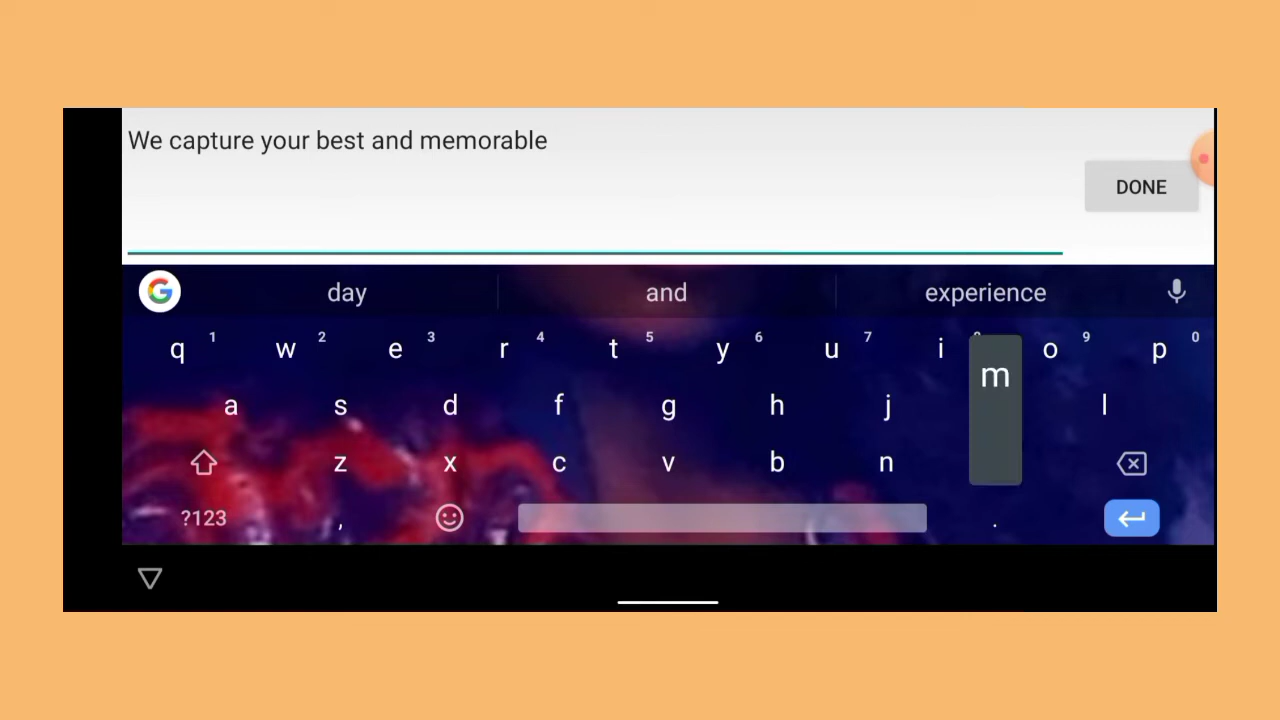 We capture your best and memorable
DONE
day and experience
q 1 w 2 e 3 r 4 t 5 y 6 u 7 i o 9 p 0
a s d f g h j m l
z x c v b n
?123 , .